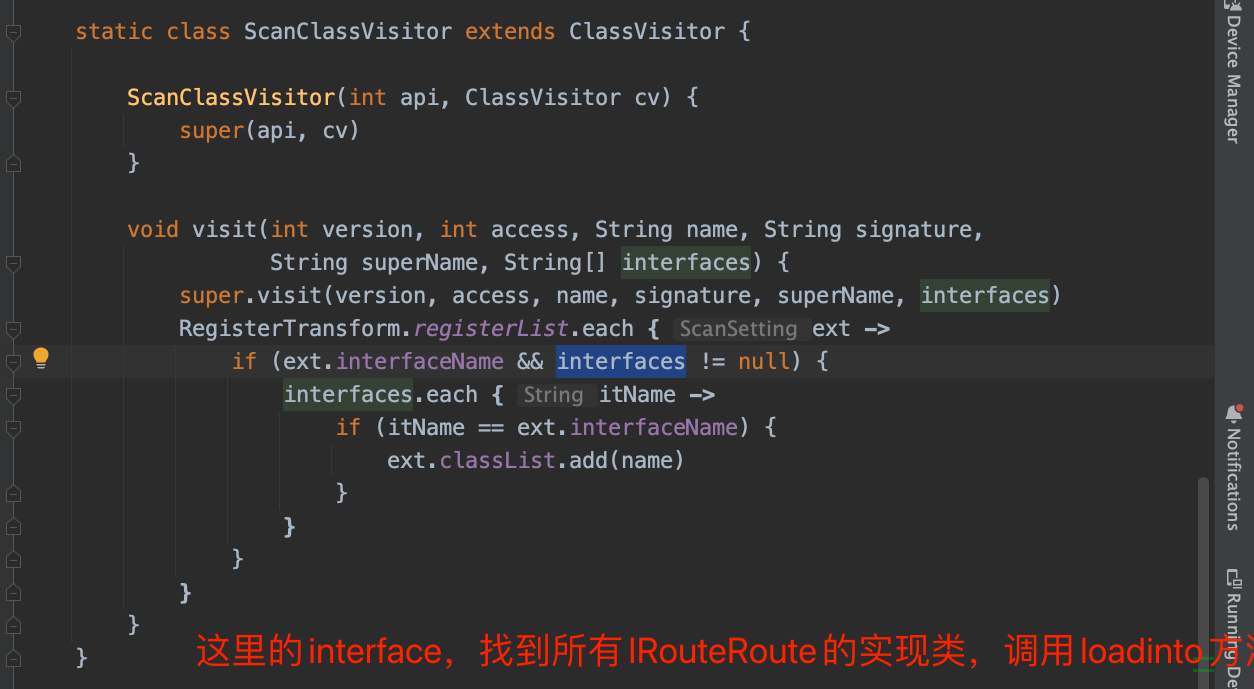 static class ScanClassVisitor extends ClassVisitor {
ScanClassVisitor(int api, ClassVisitor cv) {
super(api, cv)
}
void visit(int version, int access, String name, String signature,
String superName, String[] interfaces) {
super.visit(version, access, name, signature, superName, interfaces)
RegisterTransform.registerList.each { ScanSetting ext ->
if (ext.interfaceName && interfaces != null) {
interfaces.each { String itName ->
if (itName == ext.interfaceName) {
ext.classList.add(name)
}
}
}
}
}
}
这里的interface，找到所有IRouteRoute的实现类，调用loadinto方
Device Manager
Notifications
Running De